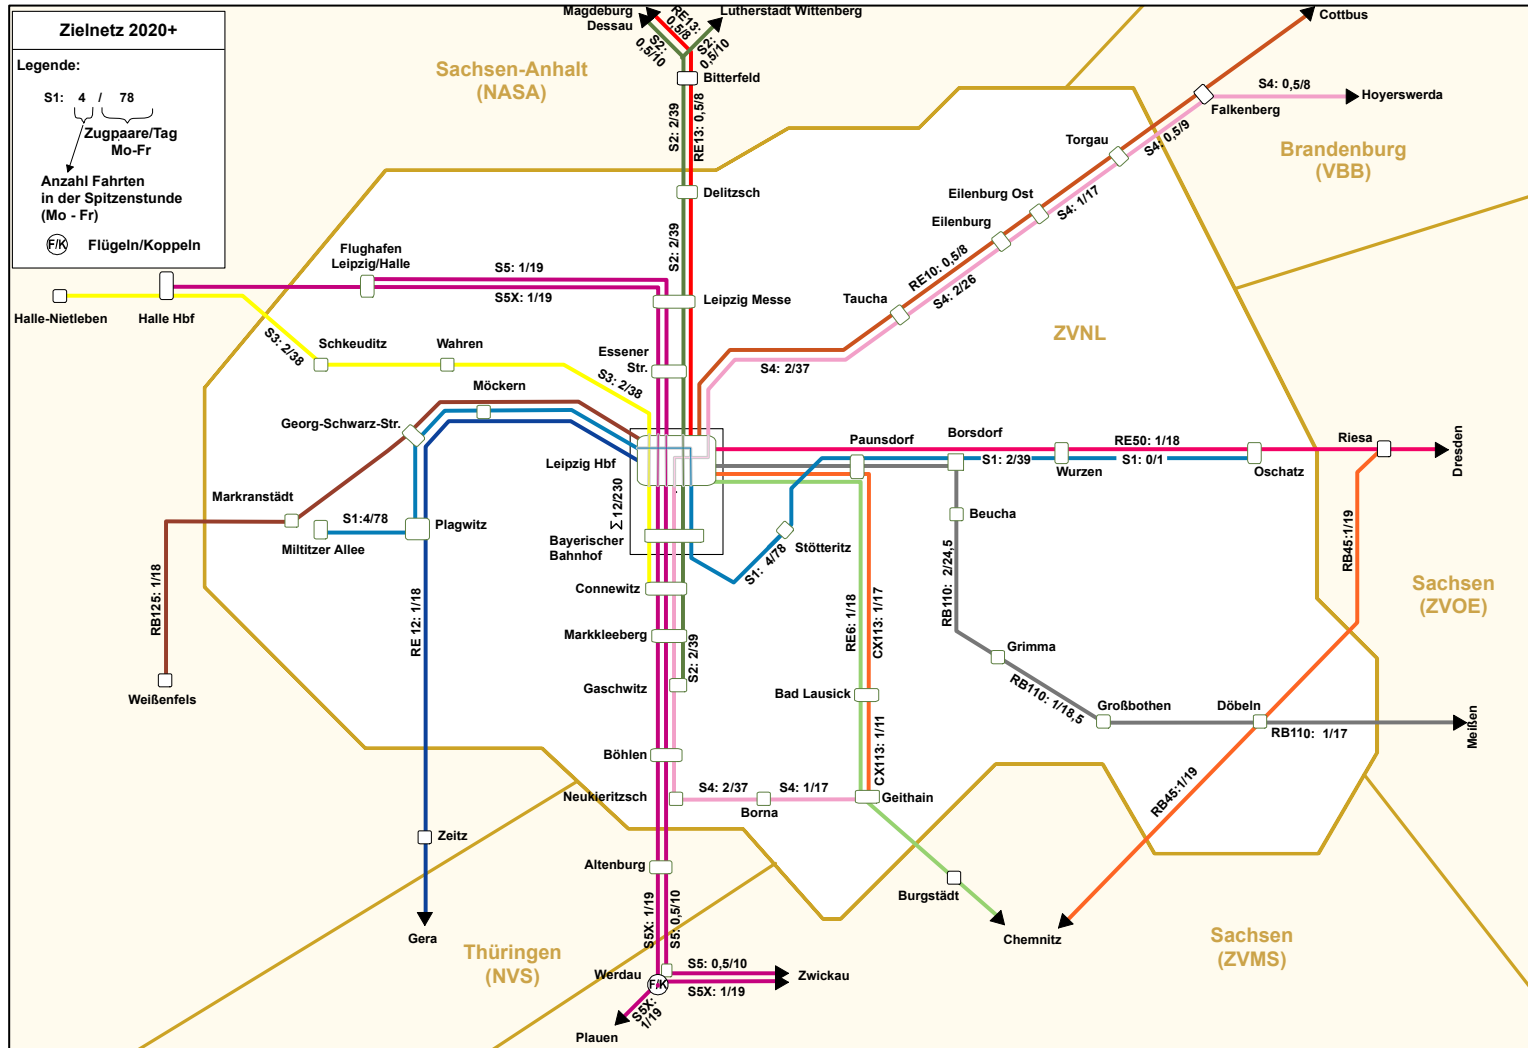 Zielnetz 2020+
Legende:
S1: 4 / 78
Zugpaare/Tag
Mo-Fr
Anzahl Fahrten
in der Spitzenstunde
(Mo - Fr)
F/K Flügeln/Koppeln
Magdeburg
Dessau
RE13:
0,5/8
Lutherstadt Wittenberg
S2:
0,5/10
S2:
0,5/10
Bitterfeld
Sachsen-Anhalt
(NASA)
S2: 2/39
RE13: 0,5/8
Delitzsch
S2: 2/39
Cottbus
S4: 0,5/8
Hoyerswerda
Falkenberg
S4: 0,5/9
Torgau
Brandenburg
(VBB)
Eilenburg Ost
S4: 1/17
Eilenburg
RE10: 0,5/8
S4: 2/26
Taucha
S4: 2/37
ZVNL
Flughafen
Leipzig/Halle
S5: 1/19
S5X: 1/19
Leipzig Messe
Halle-Nietleben
Halle Hbf
S3: 2/38
Schkeuditz
Wahren
S3: 2/38
Essener
Str.
Möckern
Georg-Schwarz-Str.
Leipzig Hbf
Σ 12/230
Paunsdorf
Borsdorf
S1: 2/39
RE50: 1/18
Wurzen
S1: 0/1
Oschatz
Riesa
Dresden
Markranstädt
S1:4/78
Plagwitz
Miltitzer Allee
Bayerischer
Bahnhof
Stötteritz
S1: 4/78
Beucha
RB45:1/19
Connewitz
RB125: 1/18
RE 12: 1/18
RE6: 1/18
CX113: 1/17
RB110: 2/24,5
Sachsen
(ZVOE)
Markkleeberg
S2: 2/39
Grimma
Weißenfels
Gaschwitz
Bad Lausick
RB110: 1/18,5
Großbothen
Döbeln
RB110: 1/17
Meißen
Böhlen
CX113: 1/11
Neukieritzsch
S4: 2/37
S4: 1/17
Borna
Geithain
RB45:1/19
Zeitz
Altenburg
Burgstädt
S5X: 1/19
S5: 0,5/10
Gera
Chemnitz
Thüringen
(NVS)
Sachsen
(ZVMS)
Werdau
F/K
S5: 0,5/10
Zwickau
S5X: 1/19
S5X:
1/19
Plauen